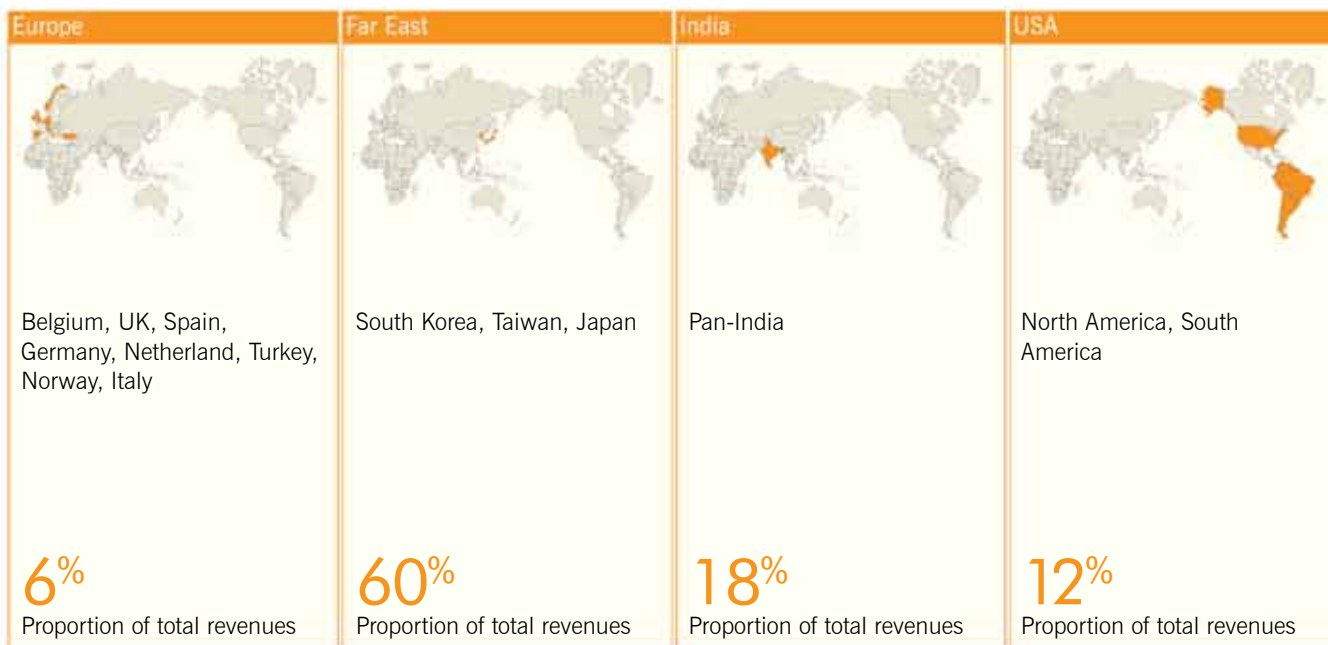 Europe
Belgium, UK, Spain,
Germany, Netherland, Turkey,
Norway, Italy
6%
Proportion of total revenues
Far East
South Korea, Taiwan, Japan
60%
Proportion of total revenues
India
Pan-India
18%
Proportion of total revenues
USA
North America, South
America
12%
Proportion of total revenues